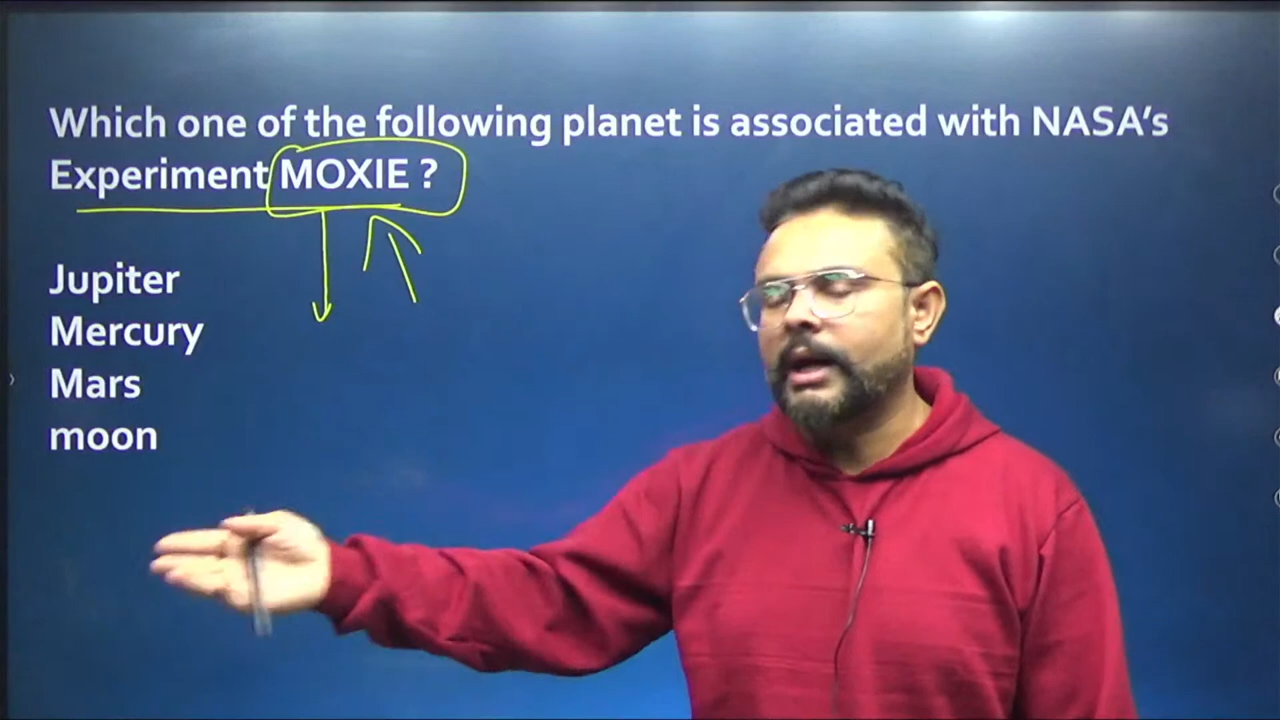 Which one of the following planet is associated with NASA's
Experiment MOXIE ?
Jupiter
Mercury
Mars
moon